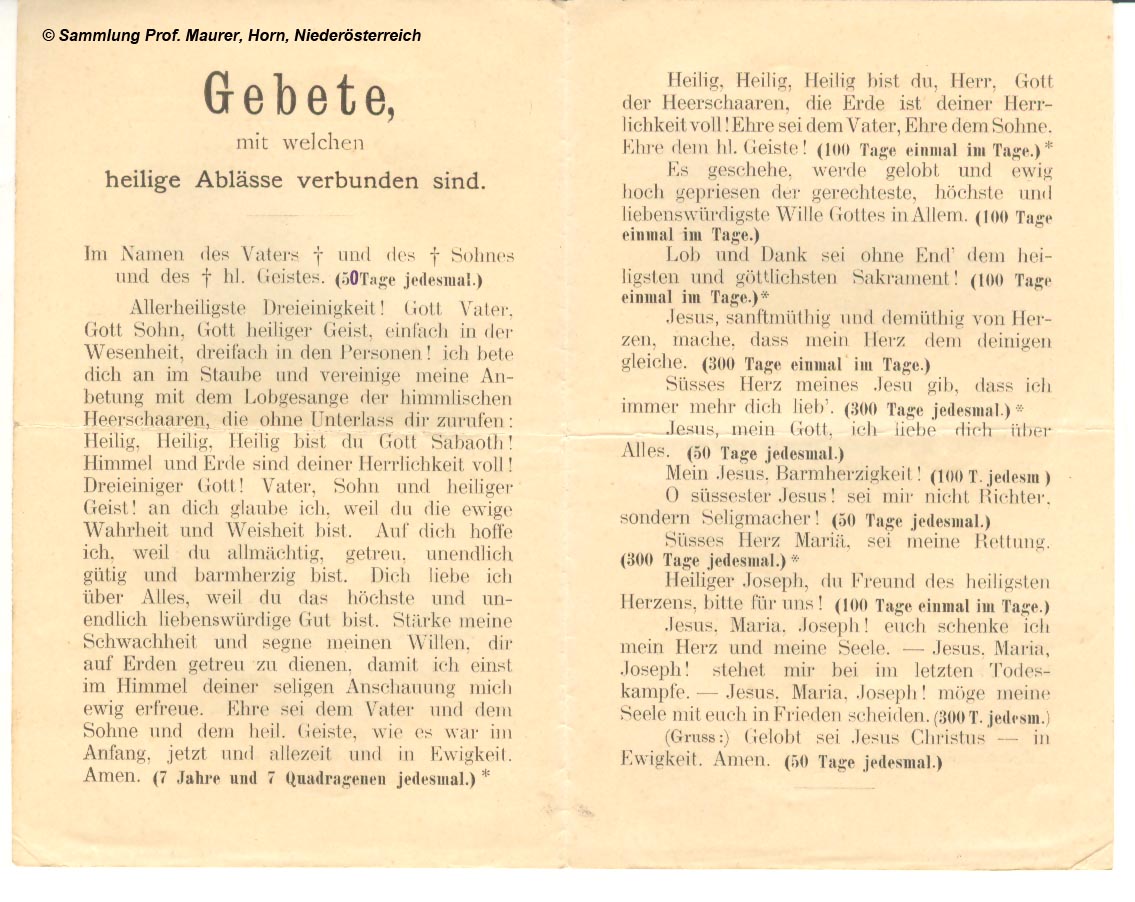 © Sammlung Prof. Maurer, Horn, Niederösterreich
Gebete,
mit welchen
heilige Ablässe verbunden sind.
Im Namen des Vaters † und des † Sohnes
und des † hl. Geistes. (50Tage jedesmal.)
Allerheiligste Dreieinigkeit! Gott Vater,
Gott Sohn, Gott heiliger Geist, einfach in der
Wesenheit, dreifach in den Personen! ich bete
dich an im Staube und vereinige meine An-
betung mit dem Lobgesange der himmlischen
Heerschaaren, die ohne Unterlass dir zurufen:
Heilig, Heilig, Heilig bist du Gott Sabaoth!
Himmel und Erde sind deiner Herrlichkeit voll!
Dreieiniger Gott! Vater, Sohn und heiliger
Geist! an dich glaube ich, weil du die ewige
Wahrheit und Weisheit bist. Auf dich hoffe
ich, weil du allmächtig, getreu, unendlich
gütig und barmherzig bist. Dich liebe ich
über Alles, weil du das höchste und un-
endlich liebenswürdige Gut bist. Stärke meine
Schwachheit und segne meinen Willen, dir
auf Erden getreu zu dienen, damit ich einst
im Himmel deiner seligen Anschauung mich
ewig erfreue. Ehre sei dem Vater und dem
Sohne und dem heil. Geiste, wie es war im
Anfang, jetzt und allezeit und in Ewigkeit.
Amen. (7 Jahre und 7 Quadragenen jedesmal.) *
Heilig, Heilig, Heilig bist du, Herr, Gott
der Heerschaaren, die Erde ist deiner Herr-
lichkeit voll! Ehre sei dem Vater, Ehre dem Sohne.
Ehre dem hl. Geiste! (100 Tage einmal im Tage.) *
Es geschehe, werde gelobt und ewig
hoch gepriesen der gerechteste, höchste und
liebenswürdigste Wille Gottes in Allem. (100 Tage
einmal im Tage.)
Lob und Dank sei ohne End' dem hei-
ligsten und göttlichsten Sakrament! (100 Tage
einmal im Tage.) *
Jesus, sanftmüthig und demüthig von Her-
zen, mache, dass mein Herz dem deinigen
gleiche. (300 Tage einmal im Tage.)
Süsses Herz meines Jesu gib, dass ich
immer mehr dich lieb'. (300 Tage jedesmal.) *
Jesus, mein Gott, ich liebe dich über
Alles. (50 Tage jedesmal.)
Mein Jesus, Barmherzigkeit! (100 T. jedesm )
O süssester Jesus! sei mir nicht Richter,
sondern Seligmacher! (50 Tage jedesmal.)
Süsses Herz Mariä, sei meine Rettung.
(300 Tage jedesmal.) *
Heiliger Joseph, du Freund des heiligsten
Herzens, bitte für uns! (100 Tage einmal im Tage.)
Jesus, Maria, Joseph! euch schenke ich
mein Herz und meine Seele. — Jesus, Maria,
Joseph! stehet mir bei im letzten Todes-
kampfe. — Jesus, Maria, Joseph! möge meine
Seele mit euch in Frieden scheiden. (300 T. jedesm.)
(Gruss:) Gelobt sei Jesus Christus — in
Ewigkeit. Amen. (50 Tage jedesmal.)